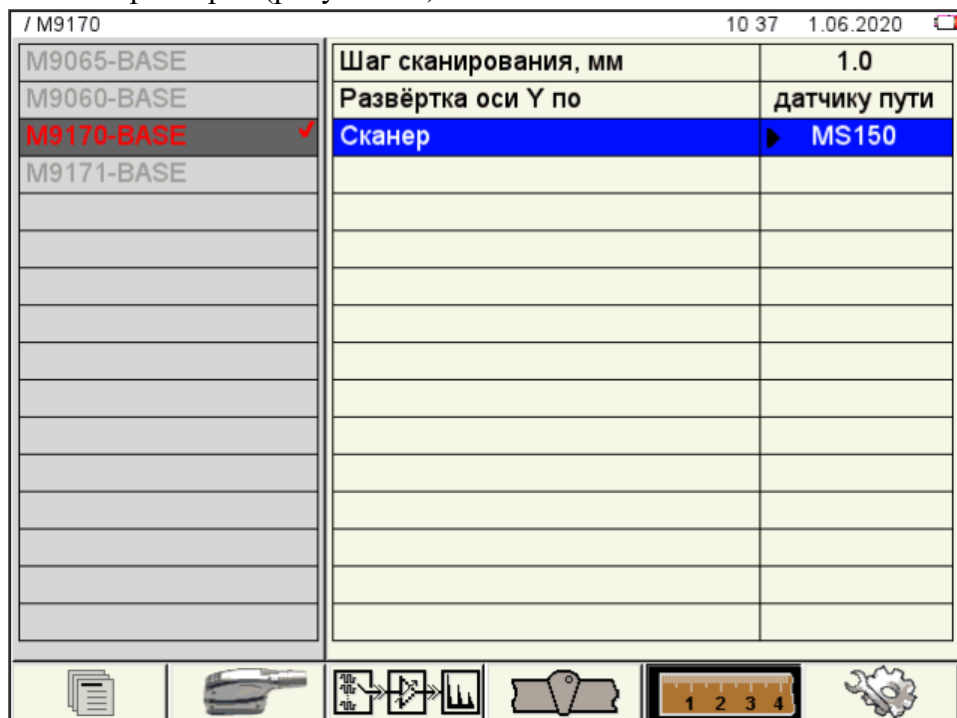 / M9170 10 37 1.06.2020
M9065-BASE
M9060-BASE
M9170-BASE
M9171-BASE
Шаг сканирования, мм 1.0
Развёртка оси Y по датчику пути
Сканер MS150
1 2 3 4